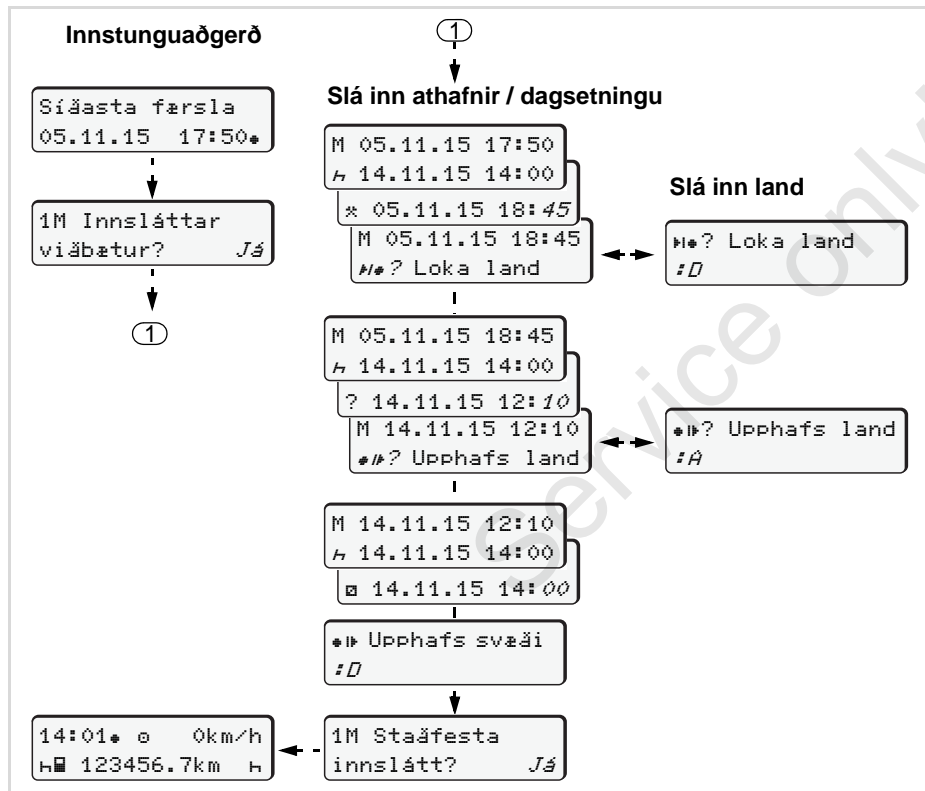 Innstunguaðgerð
Síðasta færsla
05.11.15 17:50
1M Innsláttar
viðbætur? Já
1
1
Slá inn athafnir / dagsetningu
M 05.11.15 17:50
14.11.15 14:00
05.11.15 18:45
M 05.11.15 18:45
? Loka land
Slá inn land
? Loka land
:D
M 05.11.15 18:45
14.11.15 14:00
? 14.11.15 12:10
M 14.11.15 12:10
? Upphafs land
? Upphafs land
:A
M 14.11.15 12:10
14.11.15 14:00
14.11.15 14:00
Upphafs svæði
:D
1M Staðfesta
innslátt? Já
14:01 0km/h
123456.7km
Service only